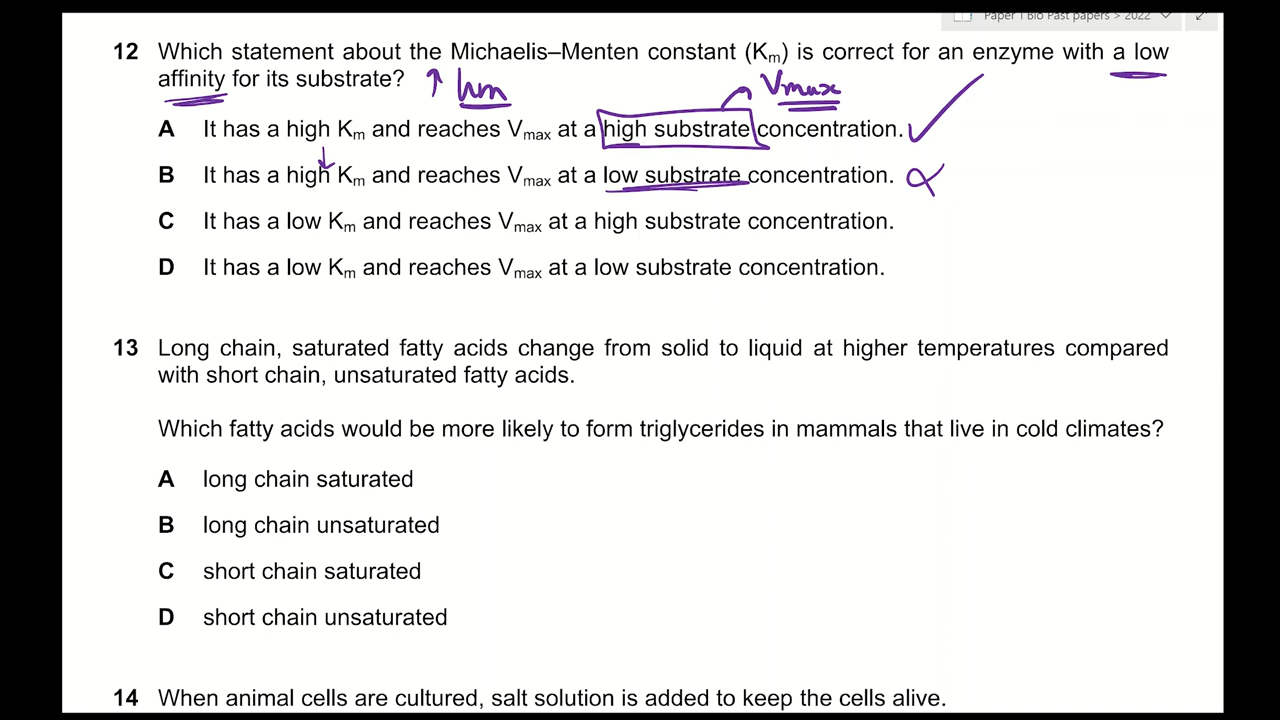 Paper 1 Bio Past papers > 2022
12 Which statement about the Michaelis–Menten constant (Km) is correct for an enzyme with a low
affinity for its substrate?
↑ km
Vmax
A It has a high Km and reaches Vmax at a high substrate concentration. ✓
B It has a high Km and reaches Vmax at a low substrate concentration.
C It has a low Km and reaches Vmax at a high substrate concentration.
D It has a low Km and reaches Vmax at a low substrate concentration.
13 Long chain, saturated fatty acids change from solid to liquid at higher temperatures compared
with short chain, unsaturated fatty acids.
Which fatty acids would be more likely to form triglycerides in mammals that live in cold climates?
A long chain saturated
B long chain unsaturated
C short chain saturated
D short chain unsaturated
14 When animal cells are cultured, salt solution is added to keep the cells alive.